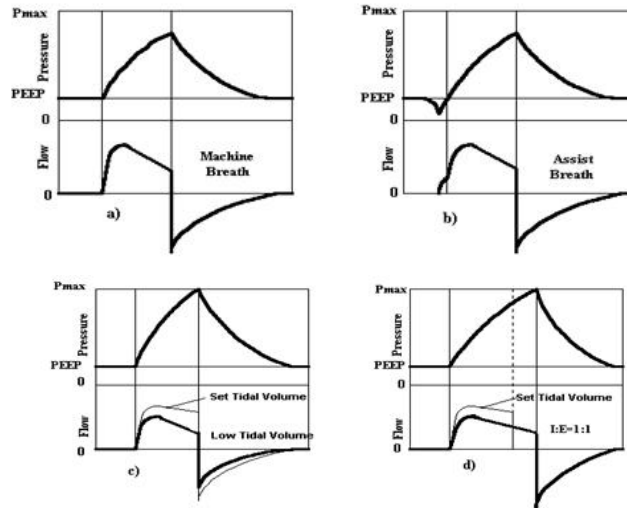 Pmax
Pressure
PEEP
0
Flow
0
Machine
Breath
a)
Pmax
Pressure
PEEP
0
Flow
0
Assist
Breath
b)
Pmax
Pressure
PEEP
0
Set Tidal Volume
Flow
Low Tidal Volume
0
c)
Pmax
Pressure
PEEP
0
Set Tidal Volume
Flow
I:E=1:1
0
d)